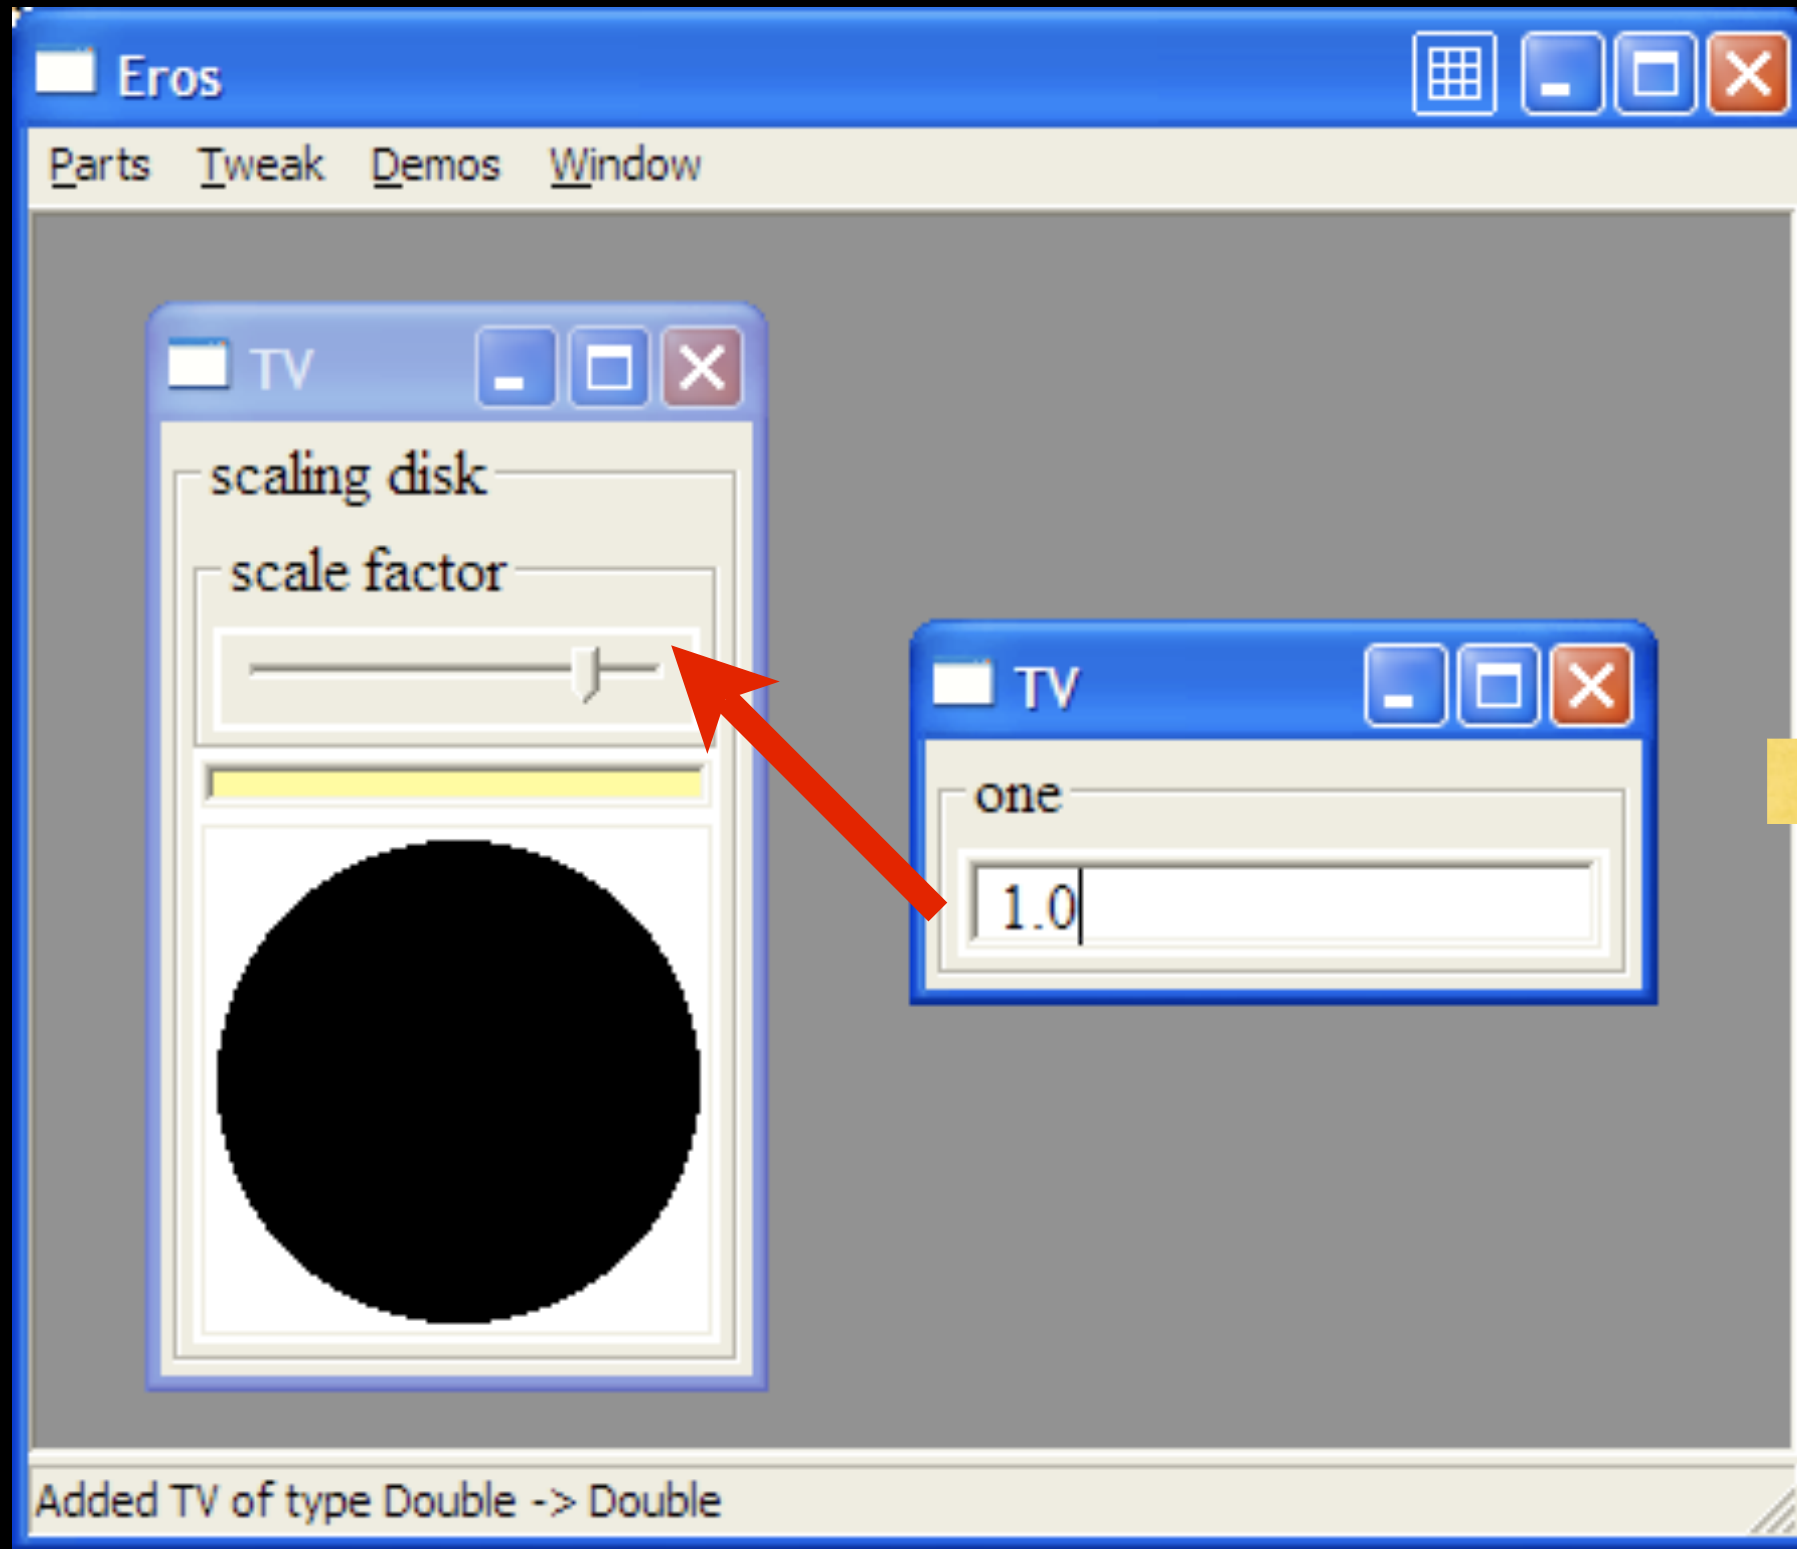 Eros
Parts Tweak Demos Window
TV
scaling disk
scale factor
TV
one
1.0
Added TV of type Double -> Double